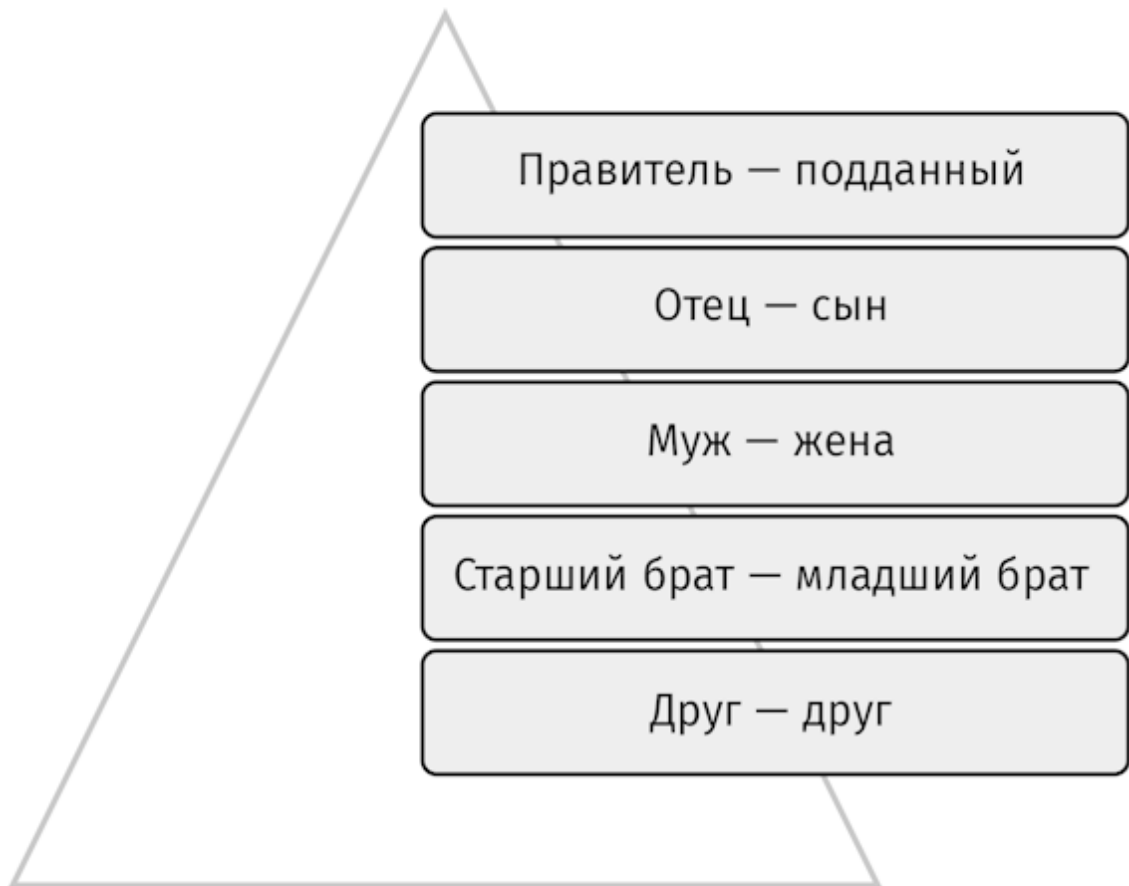 Правитель — подданный
Отец — сын
Муж — жена
Старший брат — младший брат
Друг — друг